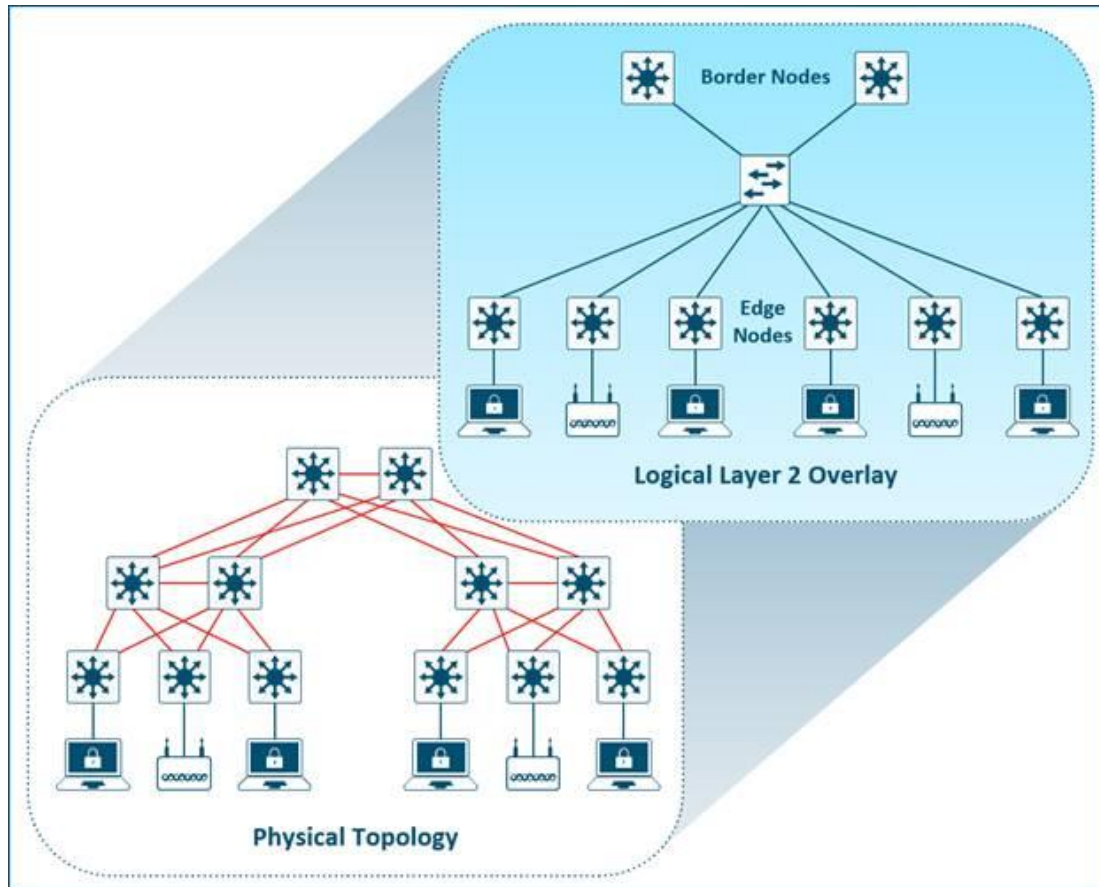 Border Nodes
Edge
Nodes
Logical Layer 2 Overlay
Physical Topology